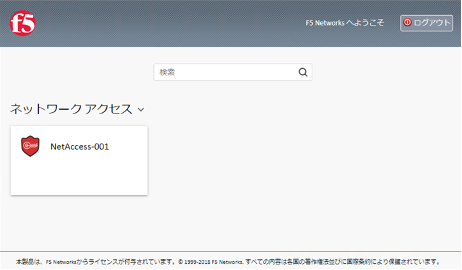 f5
F5 Networks へようこそ
ログアウト
検索
ネットワーク アクセス
NetAccess-001
本製品は、F5 Networksからライセンスが付与されています。© 1999-2018 F5 Networks. すべての内容は各国の著作権法並びに国際条約により保護されています。